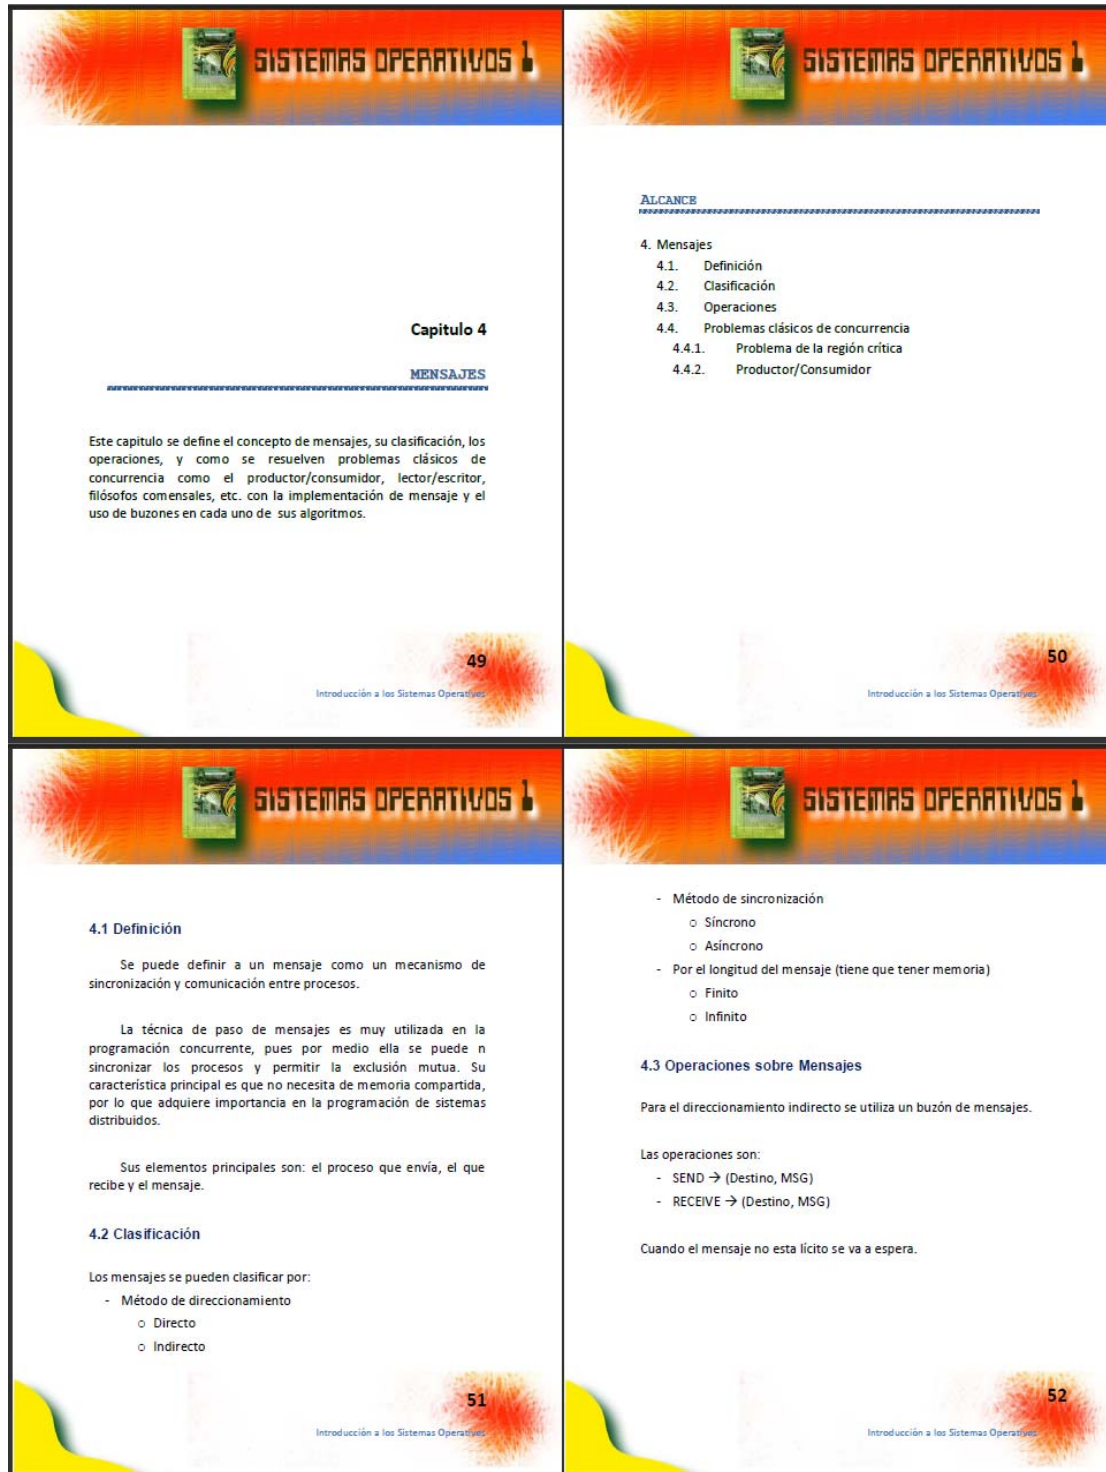 SISTEMAS OPERATIVOS 1
Capitulo 4
MENSAJES
Este capitulo se define el concepto de mensajes, su clasificación, los
operaciones, y como se resuelven problemas clásicos de
concurrencia como el productor/consumidor, lector/escritor,
filósofos comensales, etc. con la implementación de mensaje y el
uso de buzones en cada uno de sus algoritmos.
49
Introducción a los Sistemas Operativos
SISTEMAS OPERATIVOS 1
ALCANCE
4. Mensajes
4.1. Definición
4.2. Clasificación
4.3. Operaciones
4.4. Problemas clásicos de concurrencia
4.4.1. Problema de la región crítica
4.4.2. Productor/Consumidor
50
Introducción a los Sistemas Operativos
SISTEMAS OPERATIVOS 1
4.1 Definición
Se puede definir a un mensaje como un mecanismo de
sincronización y comunicación entre procesos.
La técnica de paso de mensajes es muy utilizada en la
programación concurrente, pues por medio ella se puede n
sincronizar los procesos y permitir la exclusión mutua. Su
característica principal es que no necesita de memoria compartida,
por lo que adquiere importancia en la programación de sistemas
distribuidos.
Sus elementos principales son: el proceso que envía, el que
recibe y el mensaje.
4.2 Clasificación
Los mensajes se pueden clasificar por:
- Método de direccionamiento
o Directo
o Indirecto
51
Introducción a los Sistemas Operativos
SISTEMAS OPERATIVOS 1
- Método de sincronización
o Síncrono
o Asíncrono
- Por el longitud del mensaje (tiene que tener memoria)
o Finito
o Infinito
4.3 Operaciones sobre Mensajes
Para el direccionamiento indirecto se utiliza un buzón de mensajes.
Las operaciones son:
- SEND → (Destino, MSG)
- RECEIVE → (Destino, MSG)
Cuando el mensaje no esta lícito se va a espera.
52
Introducción a los Sistemas Operativos